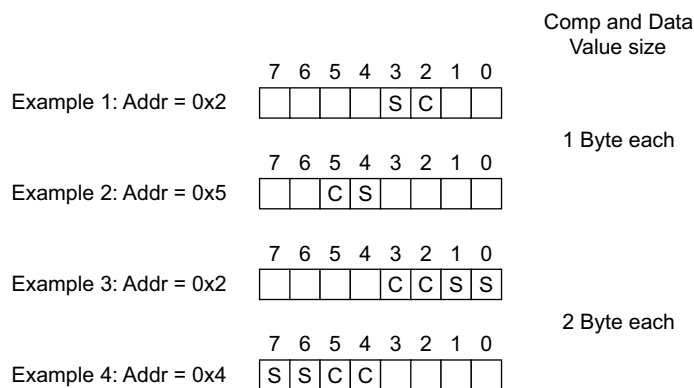 Comp and Data
Value size
7 6 5 4 3 2 1 0
Example 1: Addr = 0x2 S C
1 Byte each
7 6 5 4 3 2 1 0
Example 2: Addr = 0x5 C S
7 6 5 4 3 2 1 0
Example 3: Addr = 0x2 C C S S
2 Byte each
7 6 5 4 3 2 1 0
Example 4: Addr = 0x4 S S C C